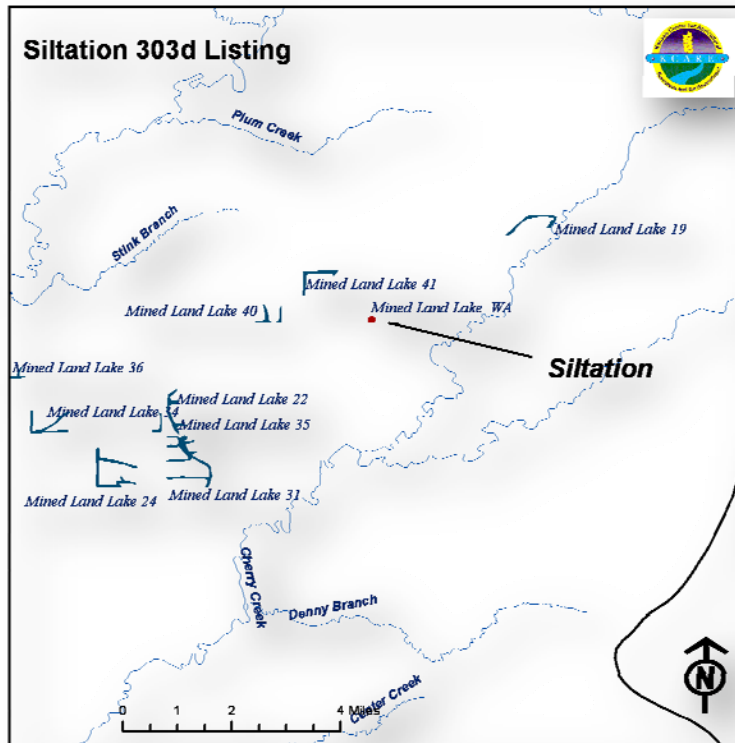 Siltation 303d Listing
KCARE
Plum Creek
Stink Branch
Mined Land Lake 19
Mined Land Lake 41
Mined Land Lake 40
Mined Land Lake WA
Siltation
Mined Land Lake 36
Mined Land Lake 22
Mined Land Lake 34
Mined Land Lake 35
Mined Land Lake 24
Mined Land Lake 31
Cherry Creek
Denny Branch
Center Creek
N
0 1 2 4 Miles